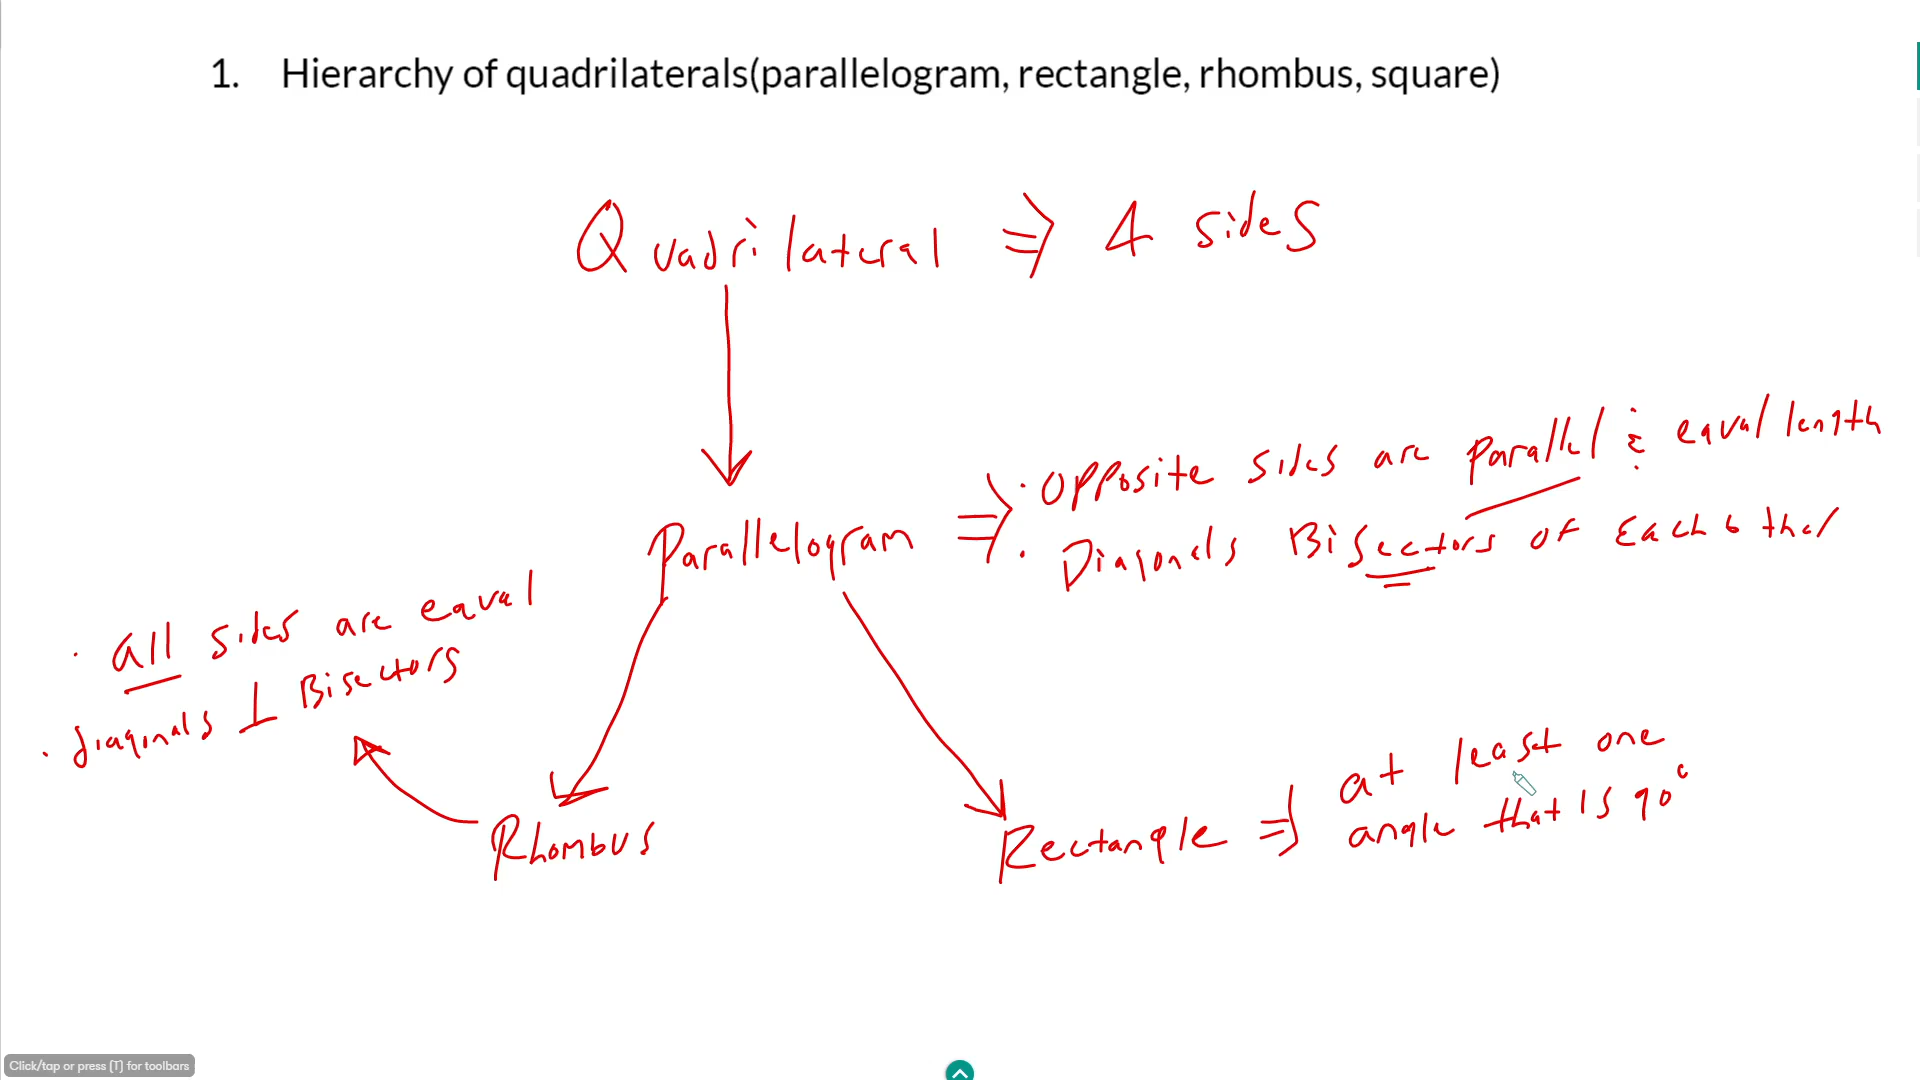 1. Hierarchy of quadrilaterals(parallelogram, rectangle, rhombus, square)
Quadrilateral ⇒ 4 sides
Parallelogram ⇒ · Opposite sides are parallel & equal length
· Diagonals Bisectors of Each other
· all sides are equal
· diagonals ⊥ Bisectors
Rhombus
Rectangle ⇒ at least one
angle that is 90°
Click/tap or press (T) for toolbars